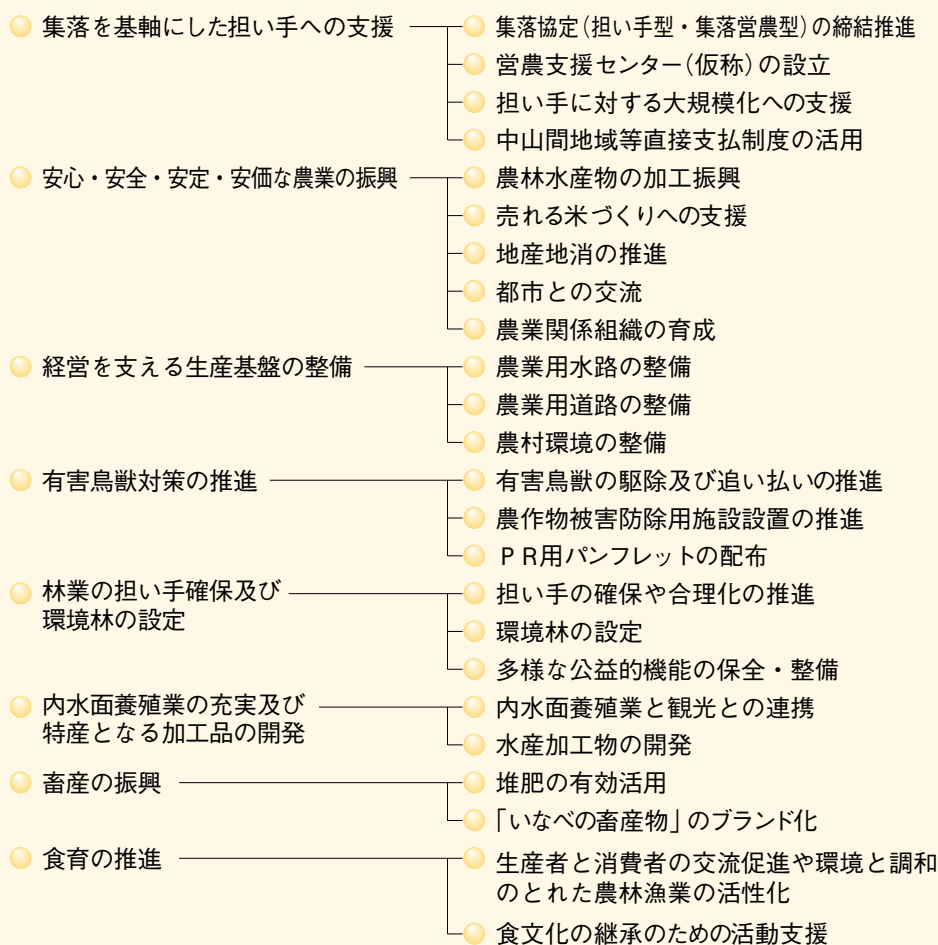 集落を基軸にした担い手への支援
集落協定(担い手型・集落営農型)の締結推進
営農支援センター(仮称)の設立
担い手に対する大規模化への支援
中山間地域等直接支払制度の活用
安心・安全・安定・安価な農業の振興
農林水産物の加工振興
売れる米づくりへの支援
地産地消の推進
都市との交流
農業関係組織の育成
経営を支える生産基盤の整備
農業用水路の整備
農業用道路の整備
農村環境の整備
有害鳥獣対策の推進
有害鳥獣の駆除及び追い払いの推進
農作物被害防除用施設設置の推進
PR用パンフレットの配布
林業の担い手確保及び
環境林の設定
担い手の確保や合理化の推進
環境林の設定
多様な公益的機能の保全・整備
内水面養殖業の充実及び
特産となる加工品の開発
内水面養殖業と観光との連携
水産加工物の開発
畜産の振興
堆肥の有効活用
「いなべの畜産物」のブランド化
食育の推進
生産者と消費者の交流促進や環境と調和
のとれた農林漁業の活性化
食文化の継承のための活動支援